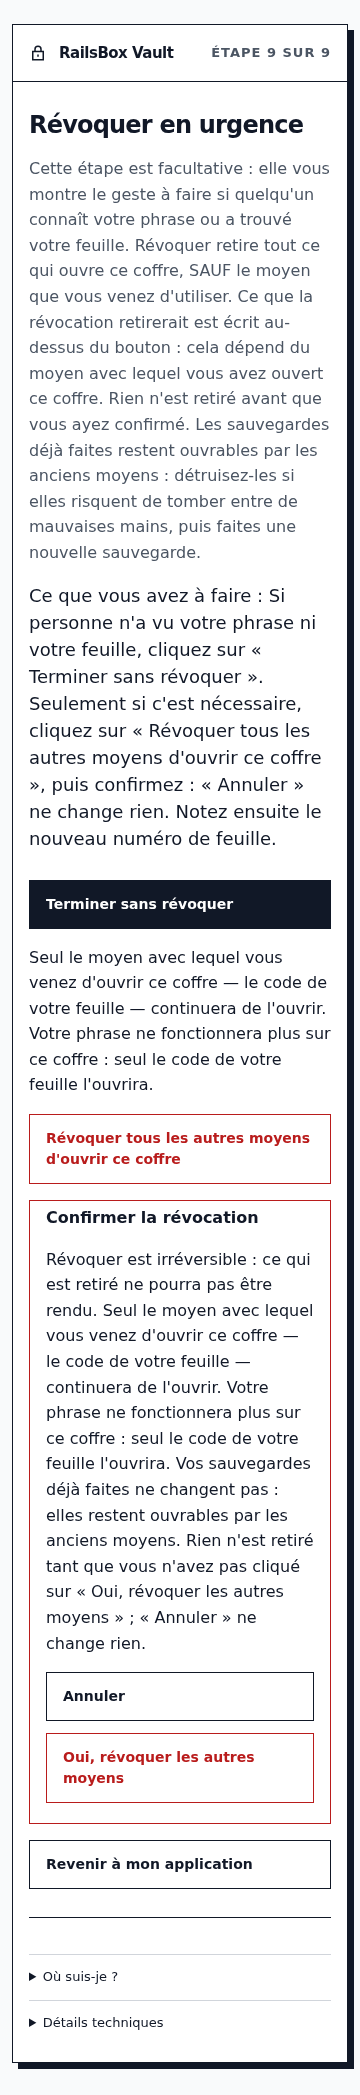 RailsBox Vault
ÉTAPE 9 SUR 9
Révoquer en urgence
Cette étape est facultative : elle vous
montre le geste à faire si quelqu'un
connaît votre phrase ou a trouvé
votre feuille. Révoquer retire tout ce
qui ouvre ce coffre, SAUF le moyen
que vous venez d'utiliser. Ce que la
révocation retirerait est écrit au-
dessus du bouton : cela dépend du
moyen avec lequel vous avez ouvert
ce coffre. Rien n'est retiré avant que
vous ayez confirmé. Les sauvegardes
déjà faites restent ouvrables par les
anciens moyens : détruisez-les si
elles risquent de tomber entre de
mauvaises mains, puis faites une
nouvelle sauvegarde.
Ce que vous avez à faire : Si
personne n'a vu votre phrase ni
votre feuille, cliquez sur «
Terminer sans révoquer ».
Seulement si c'est nécessaire,
cliquez sur « Révoquer tous les
autres moyens d'ouvrir ce coffre
», puis confirmez : « Annuler »
ne change rien. Notez ensuite le
nouveau numéro de feuille.
Terminer sans révoquer
Seul le moyen avec lequel vous
venez d'ouvrir ce coffre — le code de
votre feuille — continuera de l'ouvrir.
Votre phrase ne fonctionnera plus sur
ce coffre : seul le code de votre
feuille l'ouvrira.
Révoquer tous les autres moyens
d'ouvrir ce coffre
Confirmer la révocation
Révoquer est irréversible : ce qui
est retiré ne pourra pas être
rendu. Seul le moyen avec lequel
vous venez d'ouvrir ce coffre —
le code de votre feuille —
continuera de l'ouvrir. Votre
phrase ne fonctionnera plus sur
ce coffre : seul le code de votre
feuille l'ouvrira. Vos sauvegardes
déjà faites ne changent pas :
elles restent ouvrables par les
anciens moyens. Rien n'est retiré
tant que vous n'avez pas cliqué
sur « Oui, révoquer les autres
moyens » ; « Annuler » ne
change rien.
Annuler
Oui, révoquer les autres
moyens
Revenir à mon application
Où suis-je ?
Détails techniques